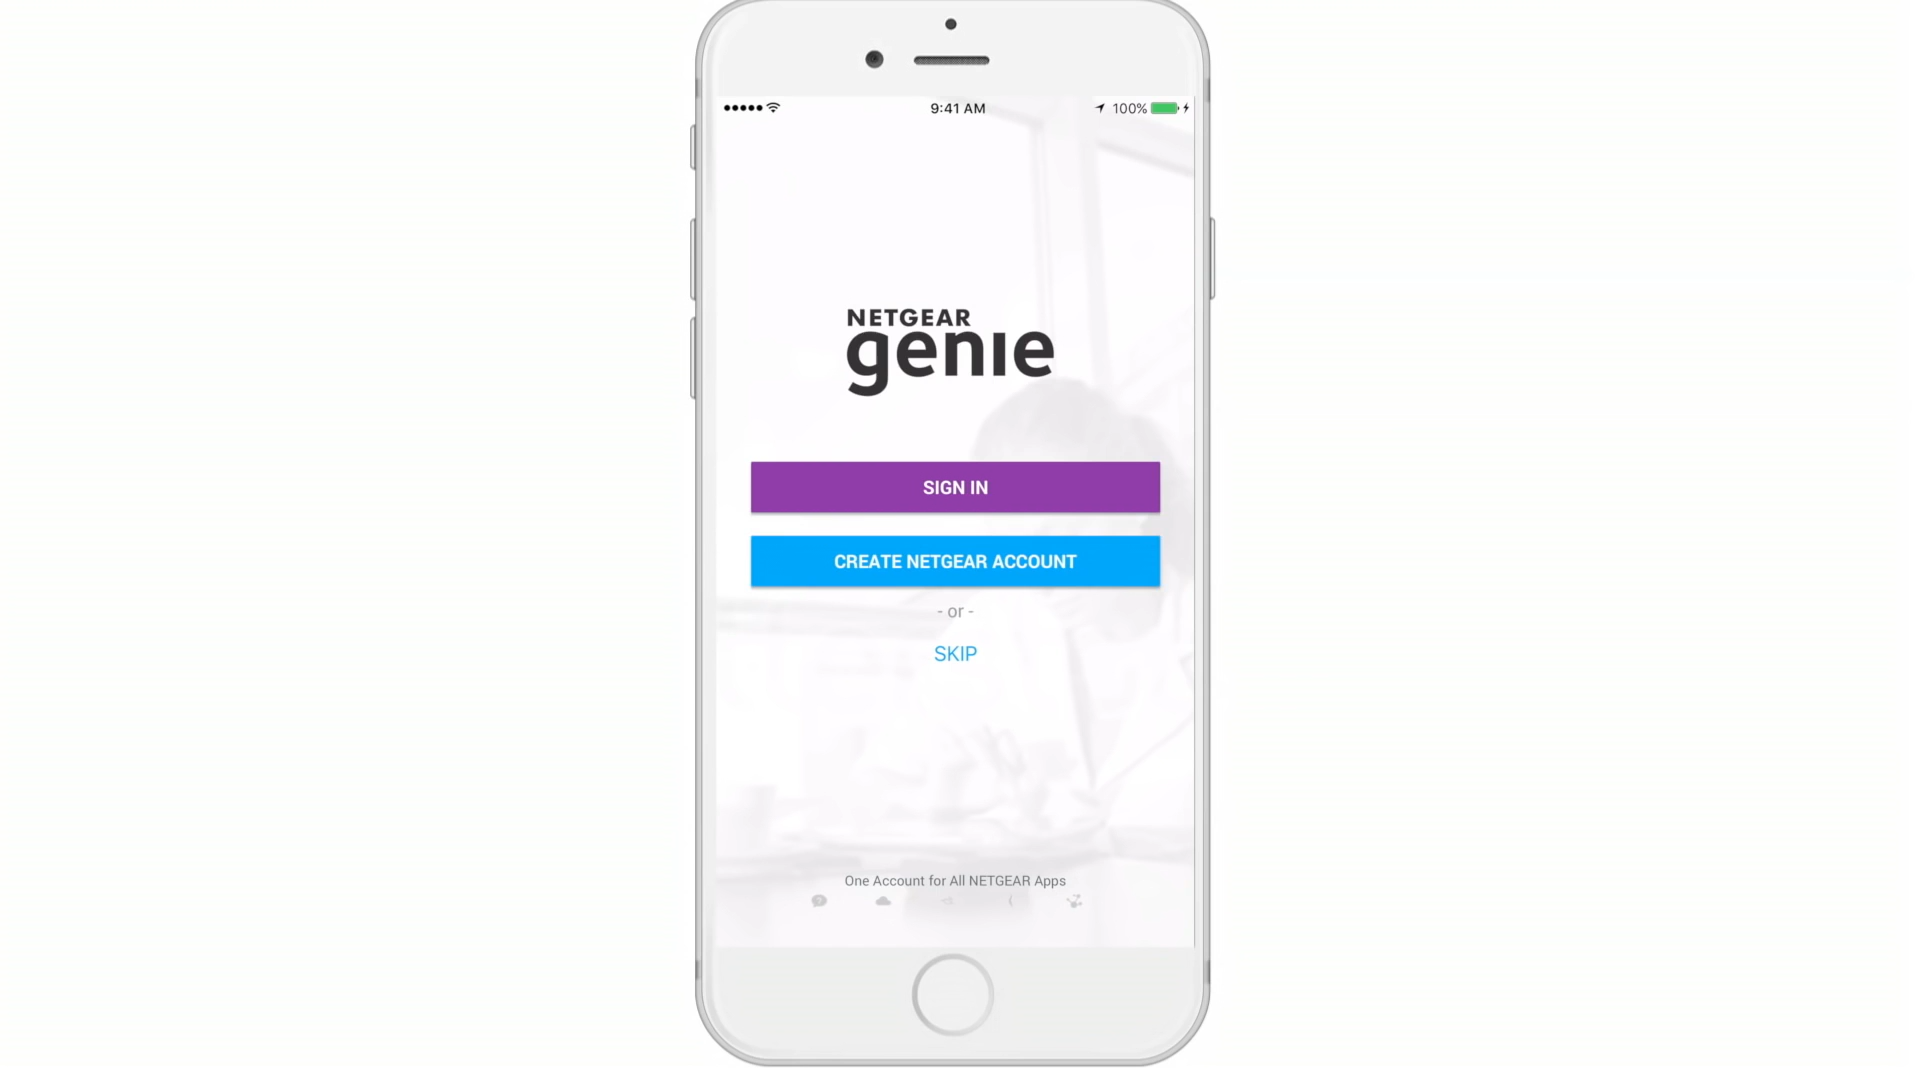 9:41 AM
100%
NETGEAR
genie
SIGN IN
CREATE NETGEAR ACCOUNT
- or -
SKIP
One Account for All NETGEAR Apps